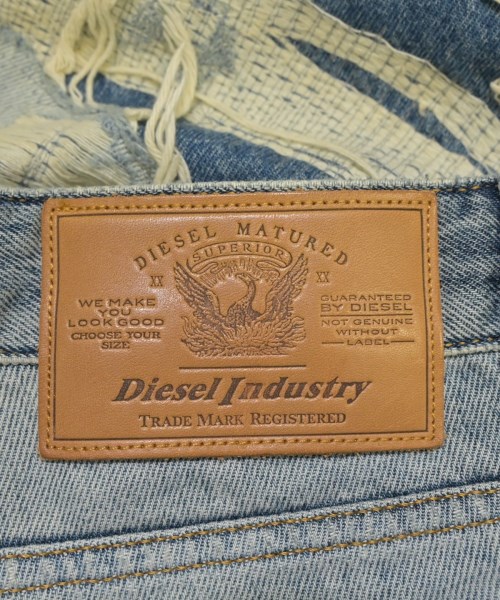 DIESEL MATURED
SUPERIOR
XX XX
WE MAKE
YOU
LOOK GOOD
CHOOSE YOUR
SIZE
GUARANTEED
BY DIESEL
NOT GENUINE
WITHOUT
LABEL
Diesel Industry
TRADE MARK REGISTERED